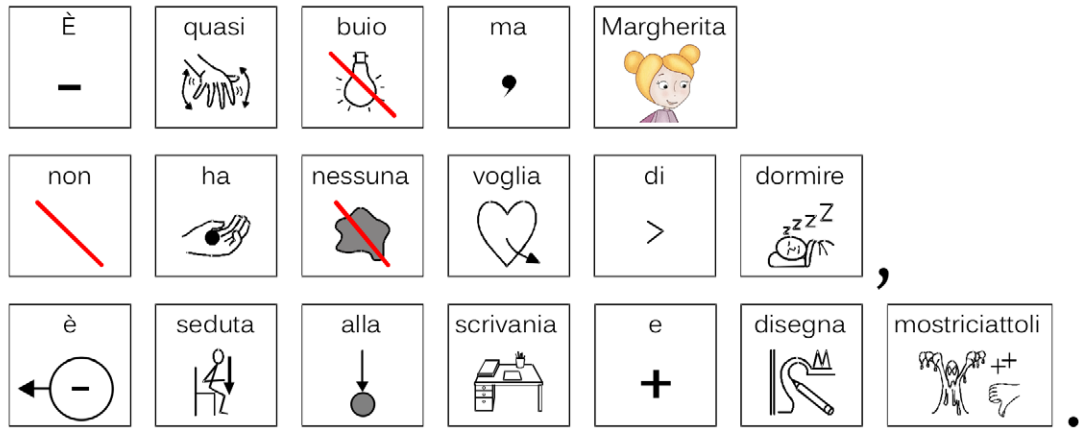 È quasi buio ma Margherita
non ha nessuna voglia di dormire ,
è seduta alla scrivania e disegna mostriciattoli .